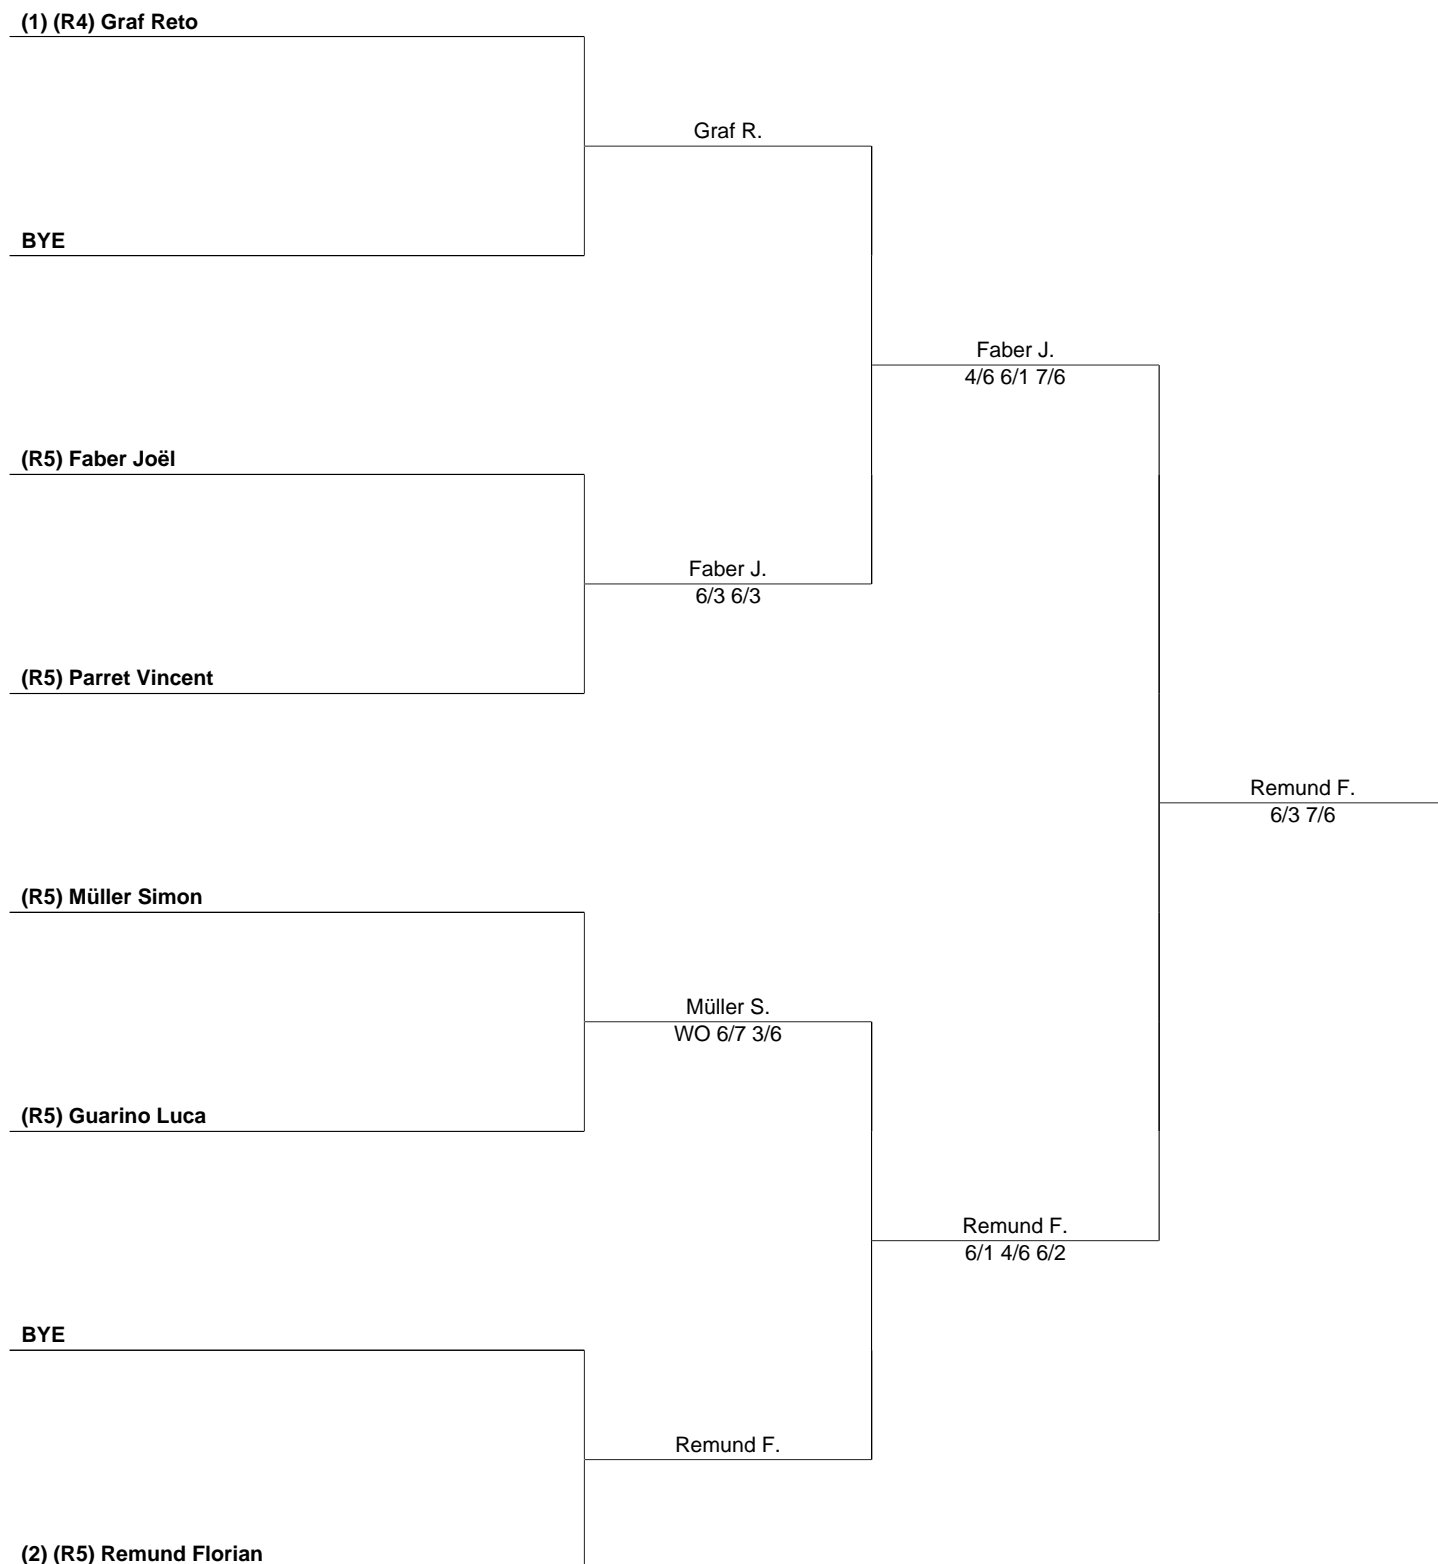 (1) (R4) Graf Reto
Graf R.
BYE
Faber J.
4/6 6/1 7/6
(R5) Faber Joël
Faber J.
6/3 6/3
(R5) Parret Vincent
Remund F.
6/3 7/6
(R5) Müller Simon
Müller S.
WO 6/7 3/6
(R5) Guarino Luca
Remund F.
6/1 4/6 6/2
BYE
Remund F.
(2) (R5) Remund Florian